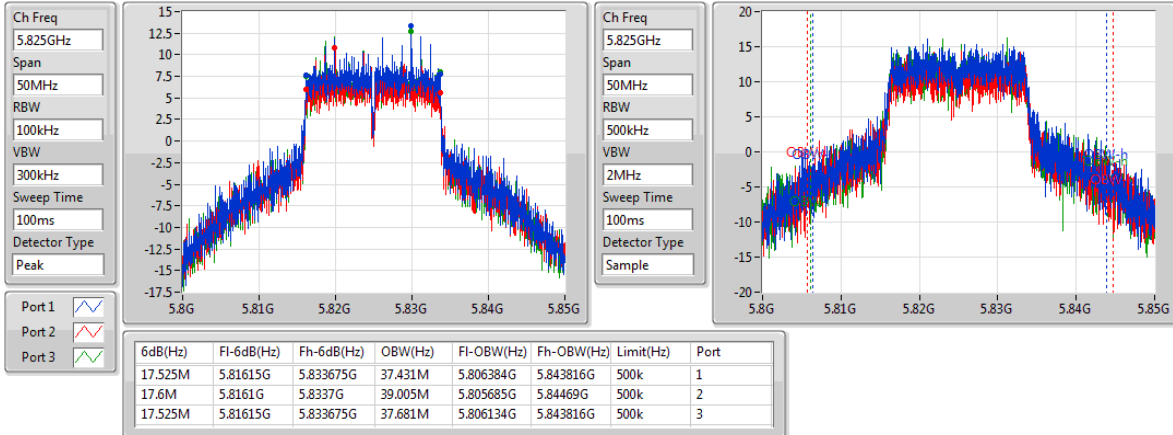 Ch Freq
5.825GHz
Span
50MHz
RBW
100kHz
VBW
300kHz
Sweep Time
100ms
Detector Type
Peak
Port 1
Port 2
Port 3
15
12.5
10
7.5
5
2.5
0
-2.5
-5
-7.5
-10
-12.5
-15
-17.5
5.8G 5.81G 5.82G 5.83G 5.84G 5.85G
Ch Freq
5.825GHz
Span
50MHz
RBW
500kHz
VBW
2MHz
Sweep Time
100ms
Detector Type
Sample
20
15
10
5
0
-5
-10
-15
-20
5.8G 5.81G 5.82G 5.83G 5.84G 5.85G
6dB(Hz) Fl-6dB(Hz) Fh-6dB(Hz) OBW(Hz) Fl-OBW(Hz) Fh-OBW(Hz) Limit(Hz) Port
17.525M 5.81615G 5.833675G 37.431M 5.806384G 5.843816G 500k 1
17.6M 5.8161G 5.8337G 39.005M 5.805685G 5.84469G 500k 2
17.525M 5.81615G 5.833675G 37.681M 5.806134G 5.843816G 500k 3